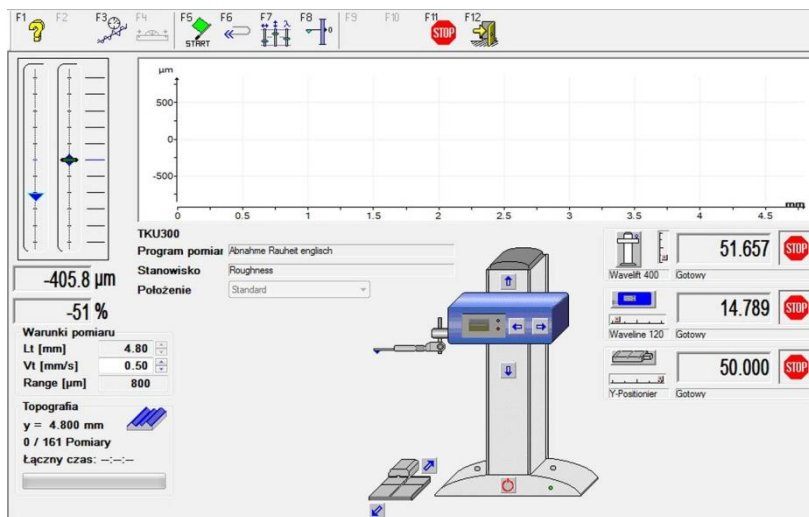 F1 F2 F3 F4 F5 F6 F7 F8 F9 F10 F11 F12
START
STOP
µm
500
0
-500
0 0.5 1 1.5 2 2.5 3 3.5 4 4.5 mm
-405.8 µm
-51 %
TKU300
Program pomiar Abnahme Rauheit englisch
Stanowisko Roughness
Położenie Standard
Warunki pomiaru
Lt [mm] 4.80
Vt [mm/s] 0.50
Range [µm] 800
Topografia
y = 4.800 mm
0 / 161 Pomiary
Łączny czas: --:--:--
51.657 STOP
Wavelift 400 Gotowy
14.789 STOP
Waveline 120 Gotowy
50.000 STOP
Y-Positionier Gotowy